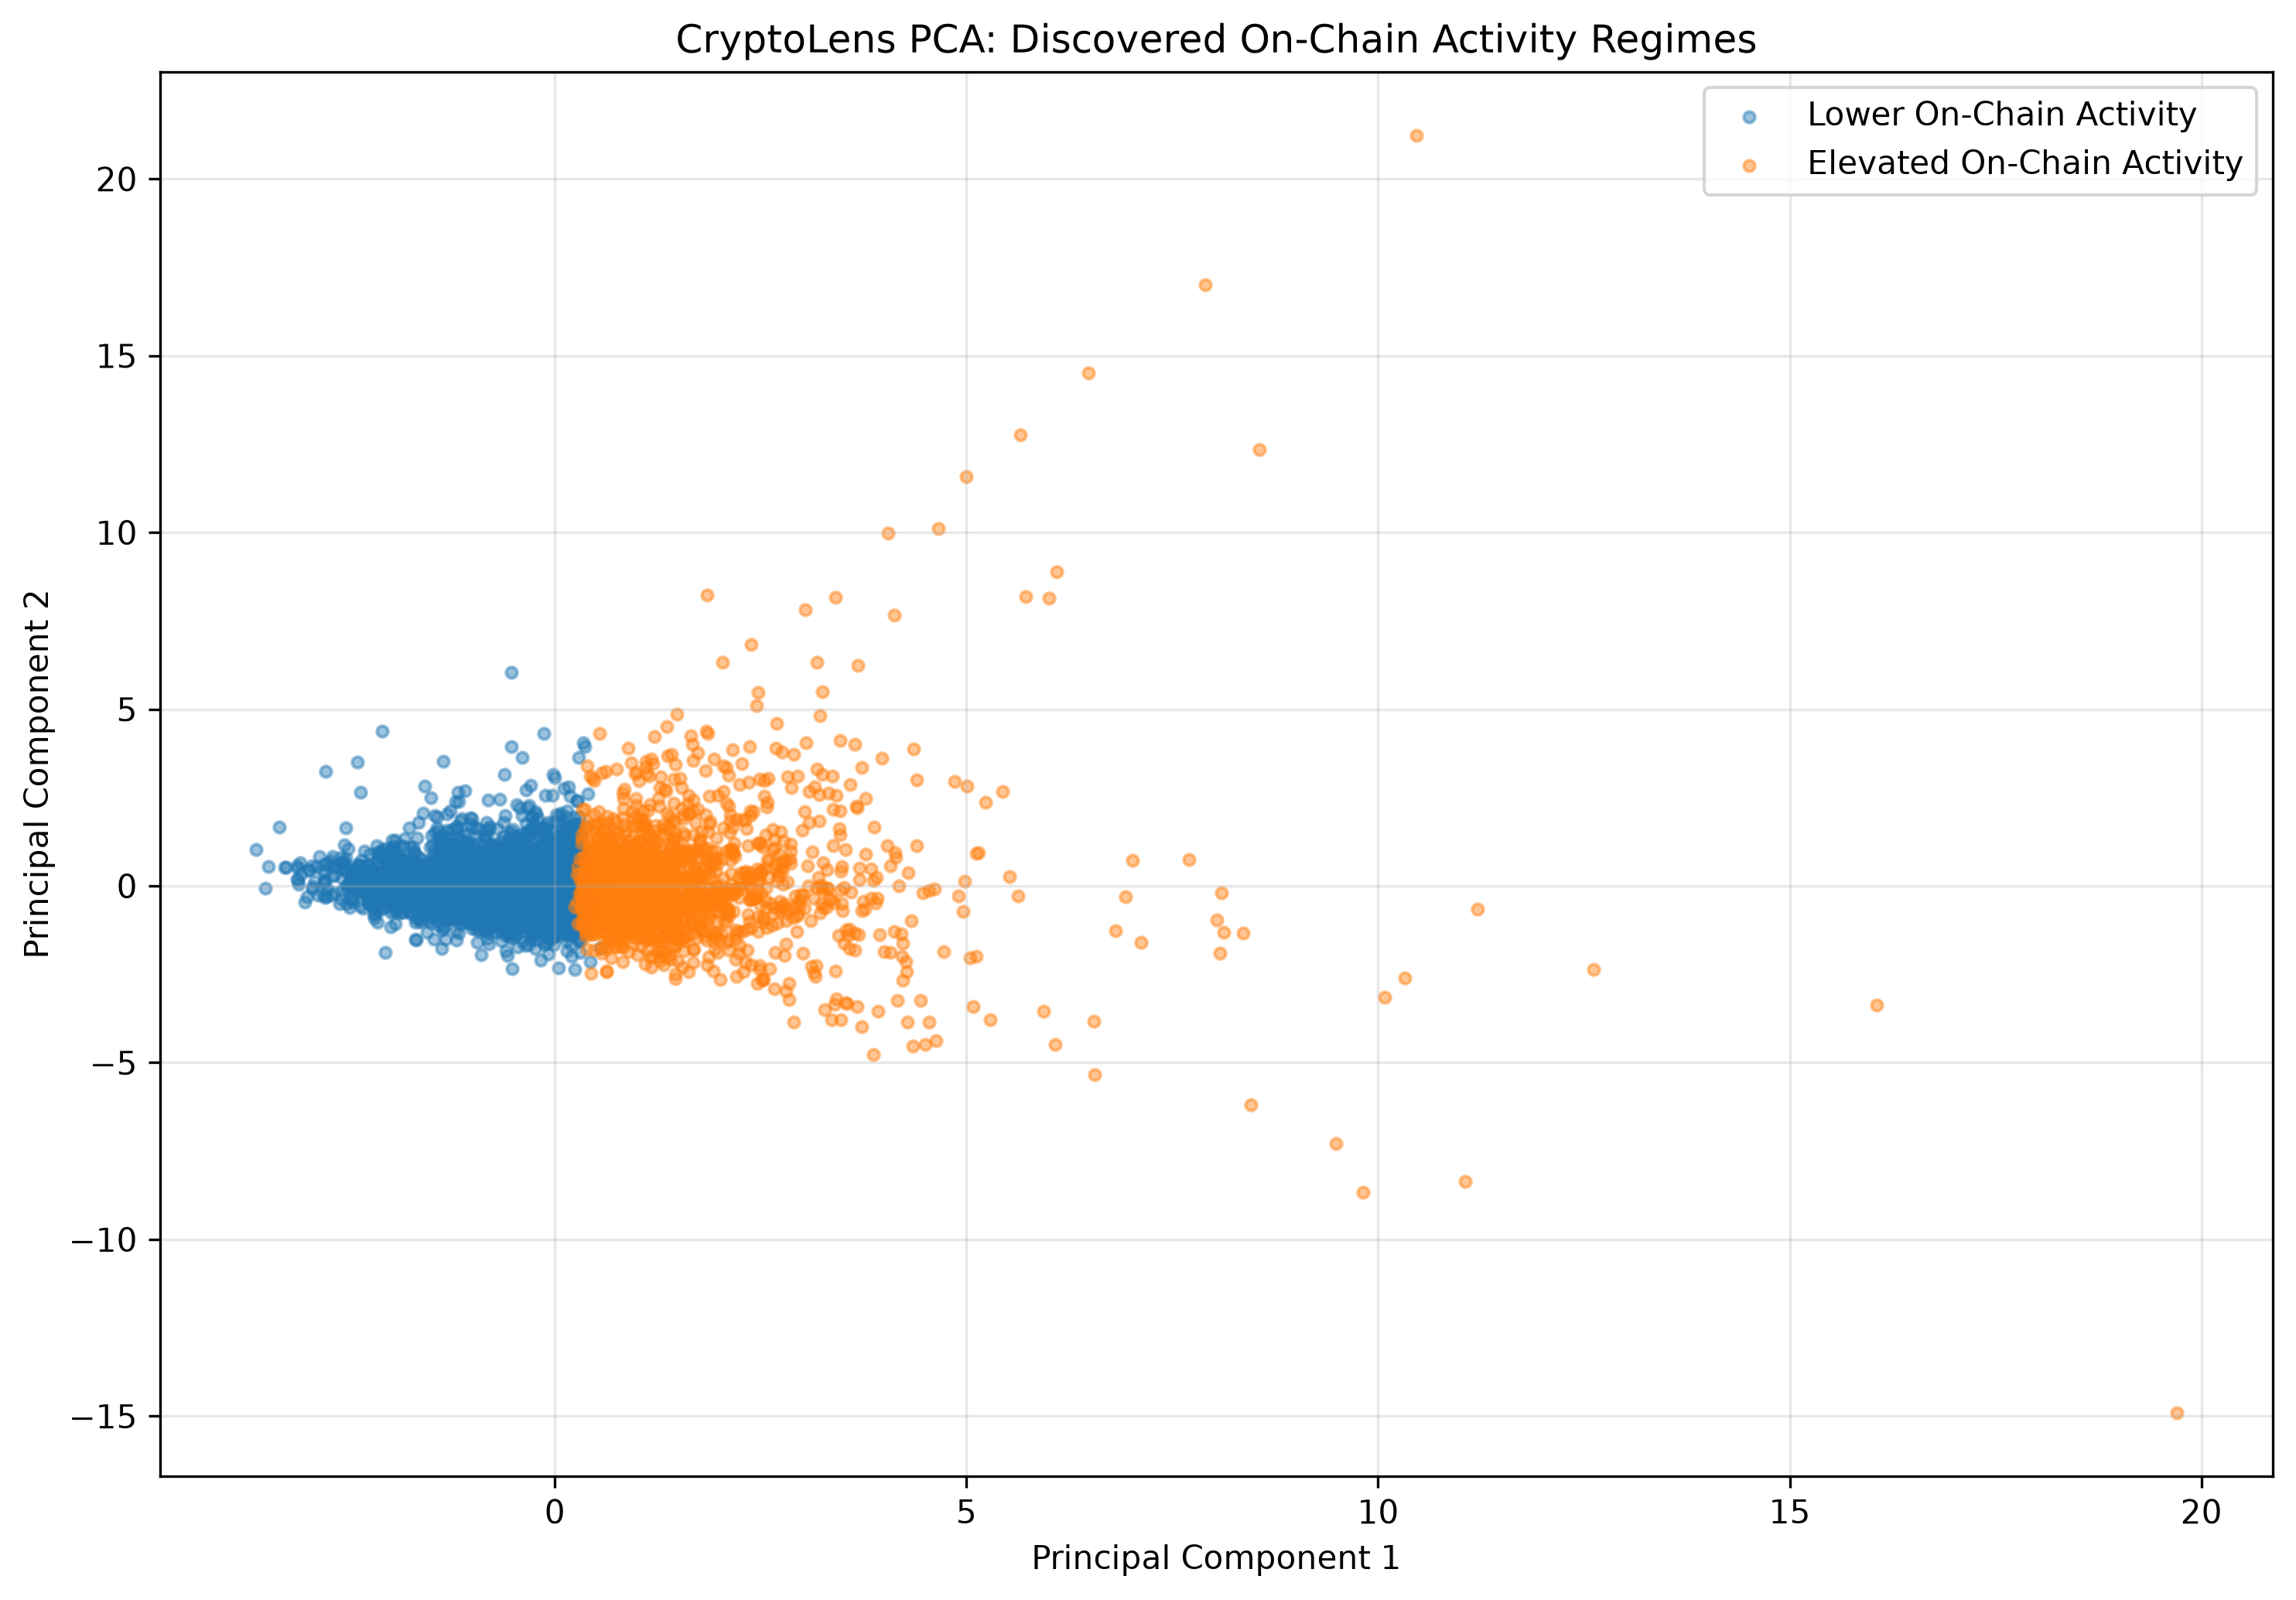 CryptoLens PCA: Discovered On-Chain Activity Regimes
Lower On-Chain Activity
Elevated On-Chain Activity
Principal Component 2
20
15
10
5
0
−5
−10
−15
0 5 10 15 20
Principal Component 1